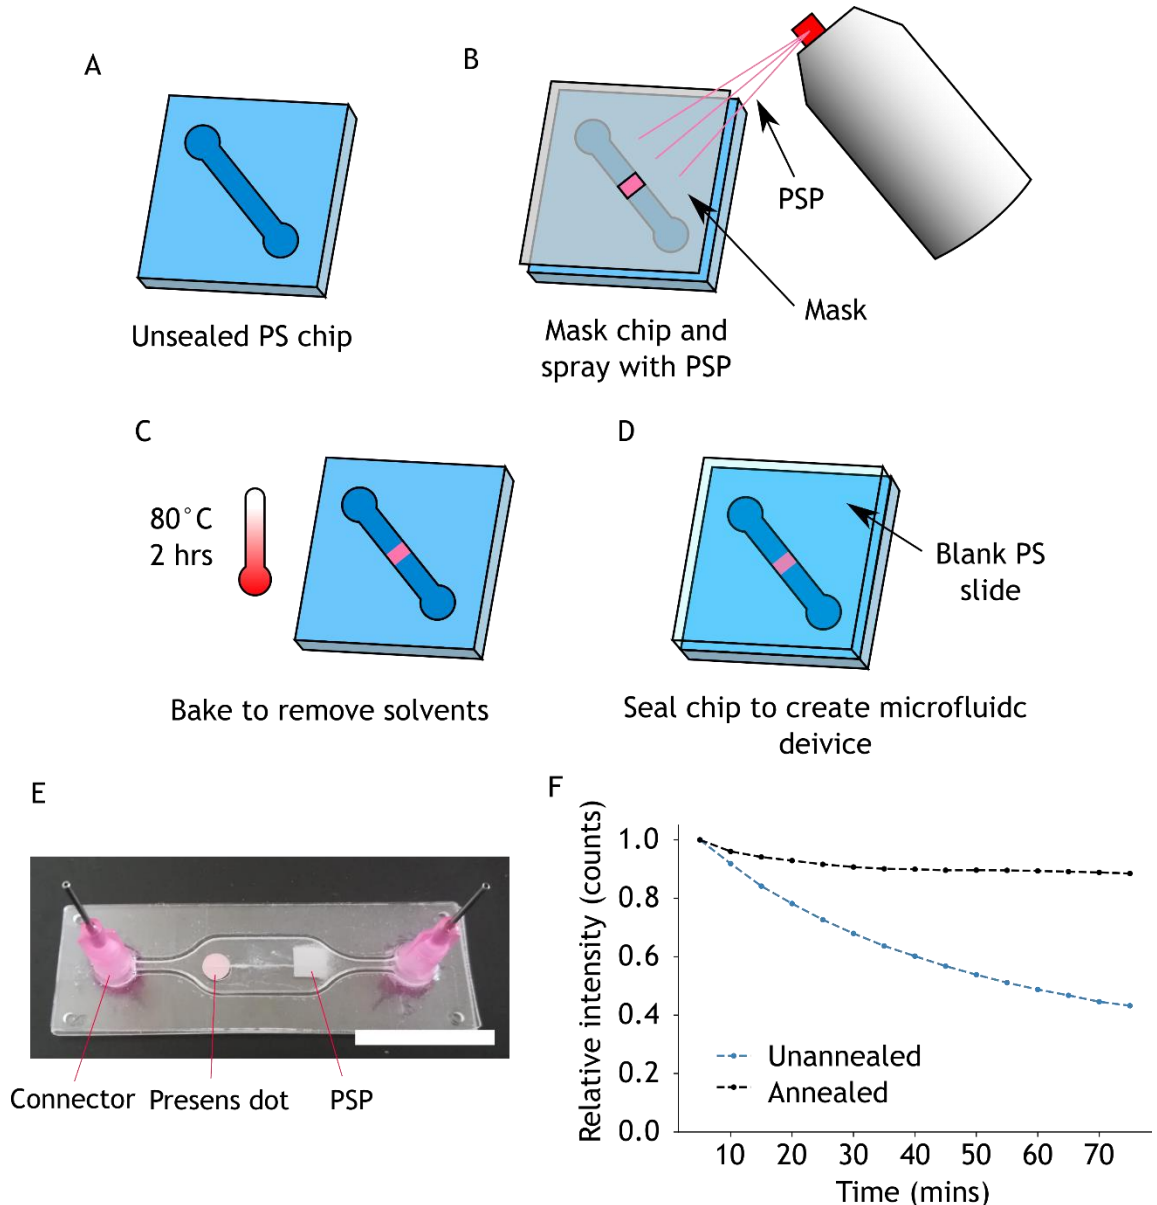 A
B
PSP
Mask
Unsealed PS chip
Mask chip and
spray with PSP
C
D
80°C
2 hrs
Blank PS
slide
Bake to remove solvents
Seal chip to create microfluidc
deivice
E
F
Connector
Presens dot
PSP
Relative intensity (counts)
1.0
0.8
0.6
0.4
0.2
0.0
Unannealed
Annealed
10 20 30 40 50 60 70
Time (mins)